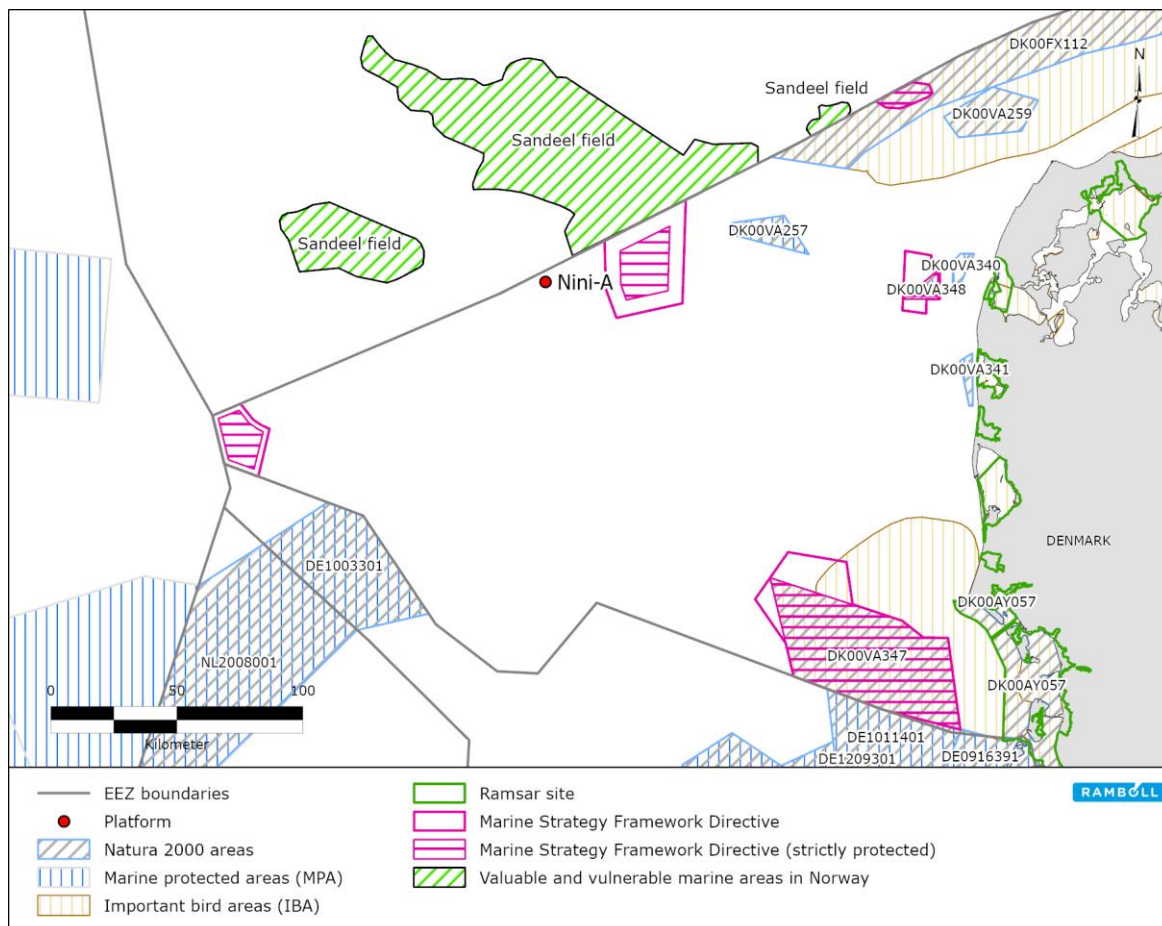 DK00FX112
N
Sandeel field
DK00VA259
Sandeel field
DK00VA257
Sandeel field
DK00VA340
Nini-A
DK00VA348
DK00VA341
DENMARK
DE1003301
DK00AY057
DK00VA347
NL2008001
DK00AY057
0 50 100
Kilometer
DE1011401
DE1209301 DE0916391
EEZ boundaries
Platform
Natura 2000 areas
Marine protected areas (MPA)
Important bird areas (IBA)
Ramsar site
Marine Strategy Framework Directive
Marine Strategy Framework Directive (strictly protected)
Valuable and vulnerable marine areas in Norway
RAMBOLL